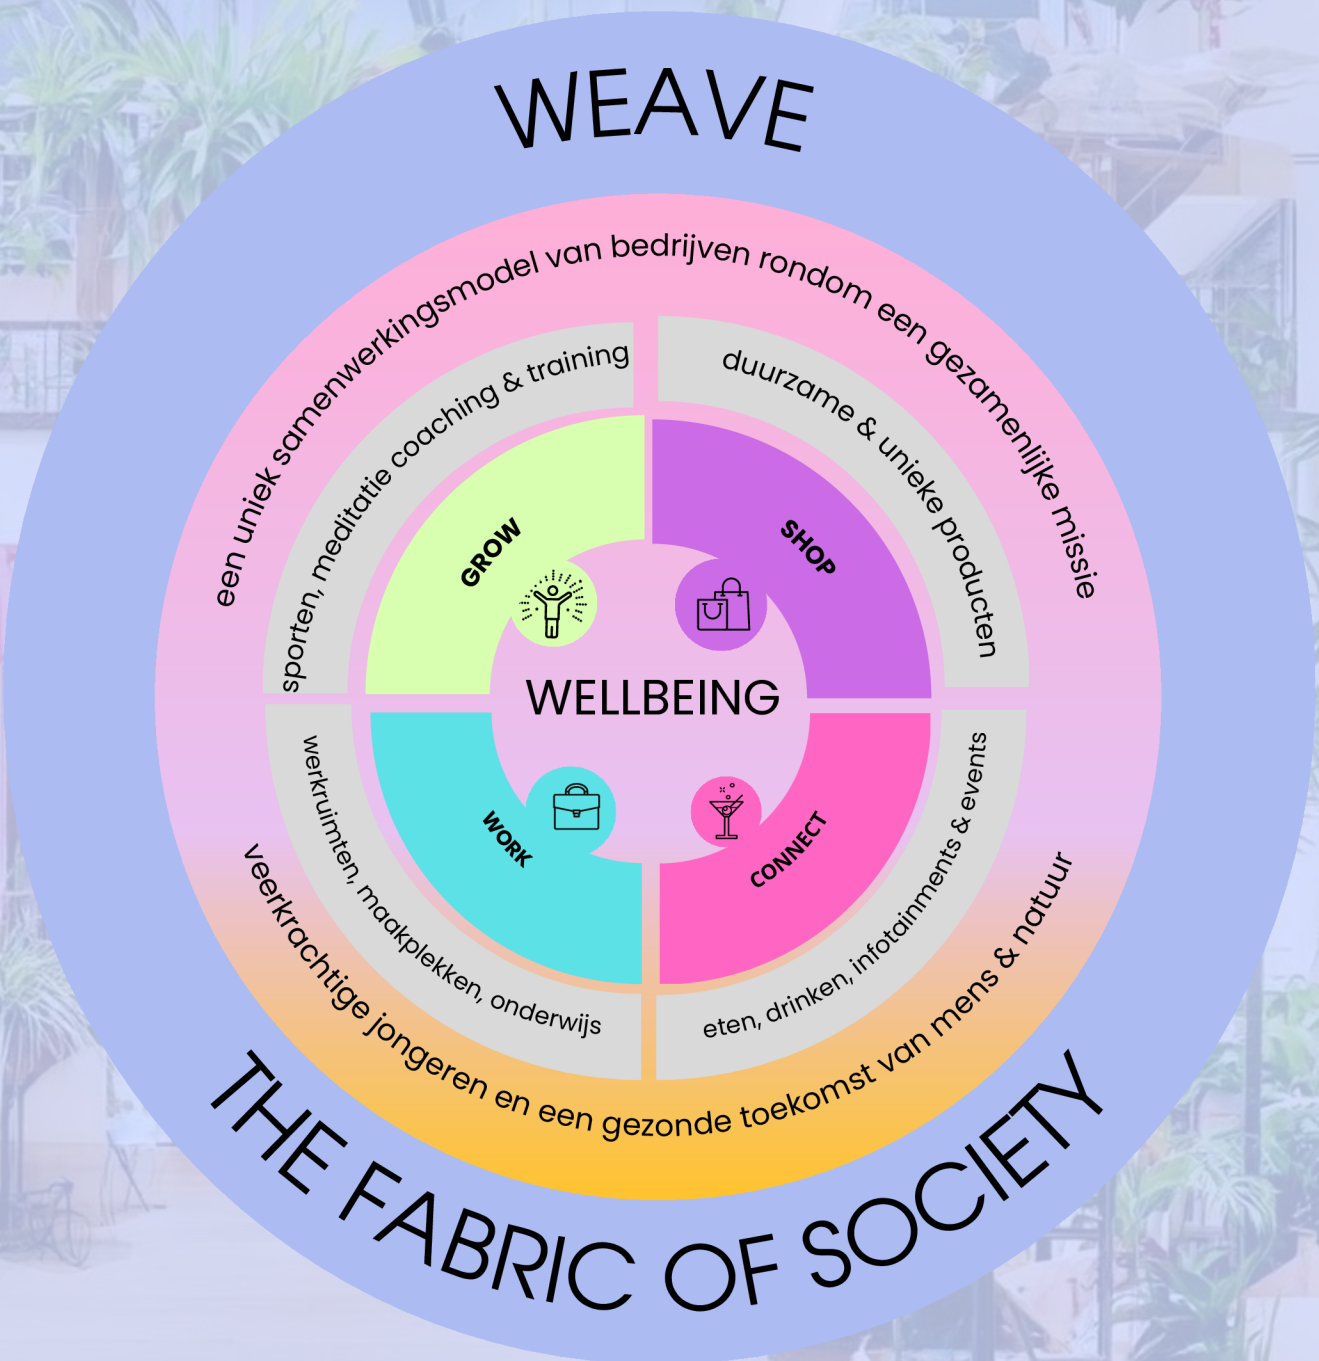 WEAVE
een uniek samenwerkingsmodel van bedrijven rondom een gezamenlijke missie
sporten, meditatie coaching & training
duurzame & unieke producten
GROW
SHOP
WELLBEING
WORK
CONNECT
werkruimten, maakplekken, onderwijs
eten, drinken, infotainments & events
veerkrachtige jongeren en een gezonde toekomst van mens & natuur
THE FABRIC OF SOCIETY